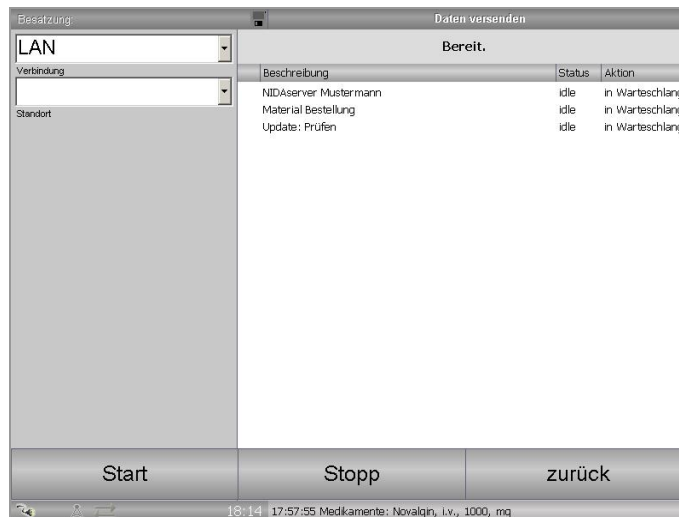 Besatzung:
Daten versenden
LAN
Verbindung
Standort
Bereit.
Beschreibung Status Aktion
NIDAserver Mustermann idle in Warteschlang
Material Bestellung idle in Warteschlang
Update: Prüfen idle in Warteschlang
Start Stopp zurück
18:14 17:57:55 Medikamente: Novalgin, i.v., 1000, mg